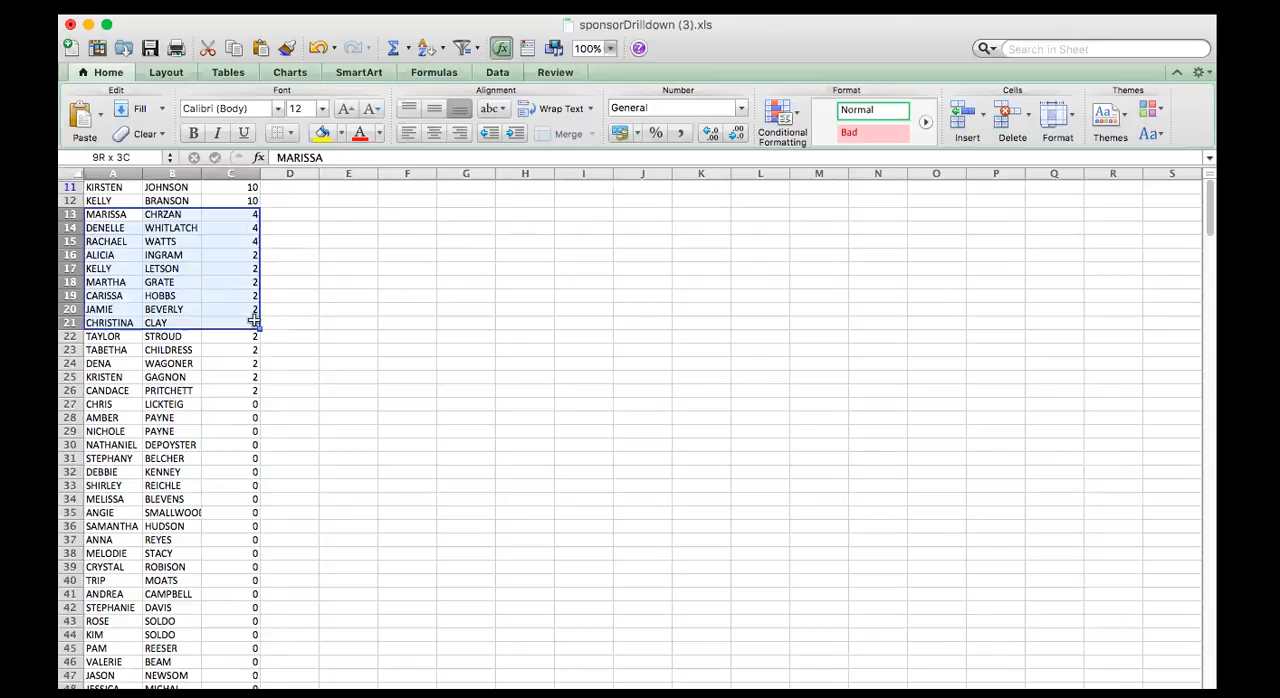 sponsorDrilldown (3).xls
100%
Search in Sheet
Home Layout Tables Charts SmartArt Formulas Data Review
Edit Font Alignment Number Format Cells Themes
Paste Fill Clear
Calibri (Body) 12
B I U
abc Wrap Text
Merge
General
Conditional Formatting
Normal
Bad
Insert Delete Format
Themes Aa
9R x 3C fx MARISSA
A B C D E F G H I J K L M N O P Q R S
11 KIRSTEN JOHNSON 10
12 KELLY BRANSON 10
13 MARISSA CHRZAN 4
14 DENELLE WHITLATCH 4
15 RACHAEL WATTS 4
16 ALICIA INGRAM 2
17 KELLY LETSON 2
18 MARTHA GRATE 2
19 CARISSA HOBBS 2
20 JAMIE BEVERLY 2
21 CHRISTINA CLAY
22 TAYLOR STROUD 2
23 TABETHA CHILDRESS 2
24 DENA WAGONER 2
25 KRISTEN GAGNON 2
26 CANDACE PRITCHETT 2
27 CHRIS LICKTEIG 0
28 AMBER PAYNE 0
29 NICHOLE PAYNE 0
30 NATHANIEL DEPOYSTER 0
31 STEPHANY BELCHER 0
32 DEBBIE KENNEY 0
33 SHIRLEY REICHLE 0
34 MELISSA BLEVENS 0
35 ANGIE SMALLWOO 0
36 SAMANTHA HUDSON 0
37 ANNA REYES 0
38 MELODIE STACY 0
39 CRYSTAL ROBISON 0
40 TRIP MOATS 0
41 ANDREA CAMPBELL 0
42 STEPHANIE DAVIS 0
43 ROSE SOLDO 0
44 KIM SOLDO 0
45 PAM REESER 0
46 VALERIE BEAM 0
47 JASON NEWSOM 0
48 JESSICA MICHAL 0